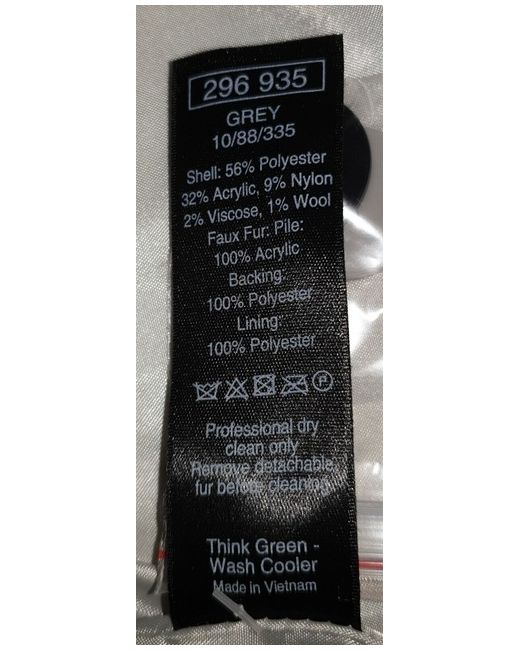 296 935
GREY
10/88/335
Shell: 56% Polyester
32% Acrylic, 9% Nylon
2% Viscose, 1% Wool
Faux Fur: Pile:
100% Acrylic
Backing:
100% Polyester
Lining:
100% Polyester
P
Professional dry
clean only
Remove detachable
fur before cleaning
Think Green -
Wash Cooler
Made in Vietnam